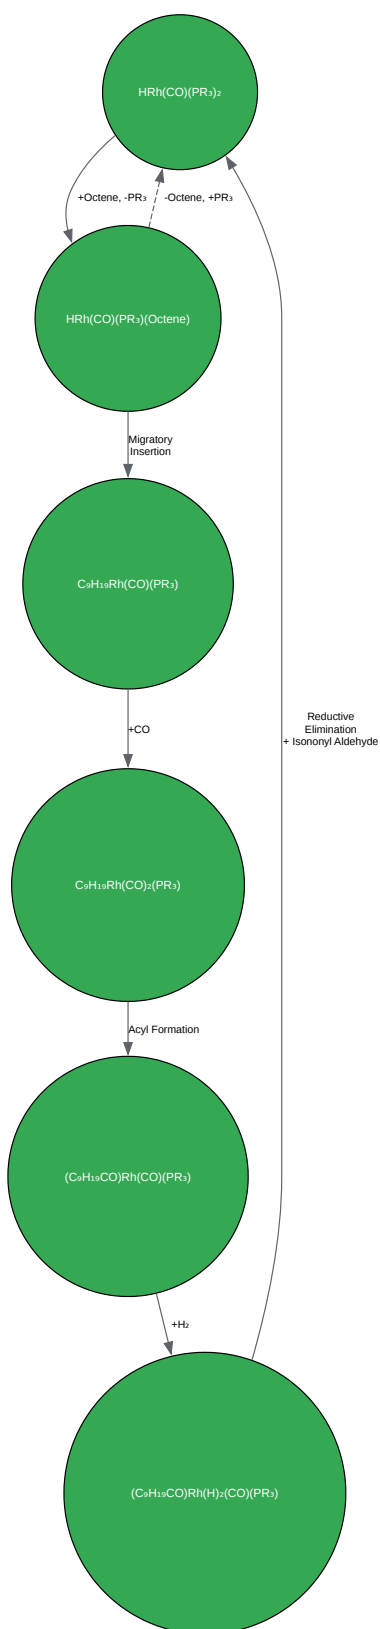 HRh(CO)(PR₃)₂
+Octene, -PR₃
-Octene, +PR₃
HRh(CO)(PR₃)(Octene)
Migratory
Insertion
C₉H₁₉Rh(CO)(PR₃)
Reductive
Elimination
+ Isononyl Aldehyde
+CO
C₉H₁₉Rh(CO)₂(PR₃)
Acyl Formation
(C₉H₁₉CO)Rh(CO)(PR₃)
+H₂
(C₉H₁₉CO)Rh(H)₂(CO)(PR₃)